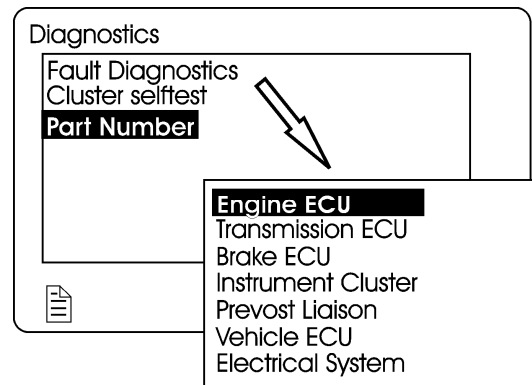 Diagnostics
Fault Diagnostics
Cluster selftest
Part Number
Engine ECU
Transmission ECU
Brake ECU
Instrument Cluster
Prevost Liaison
Vehicle ECU
Electrical System